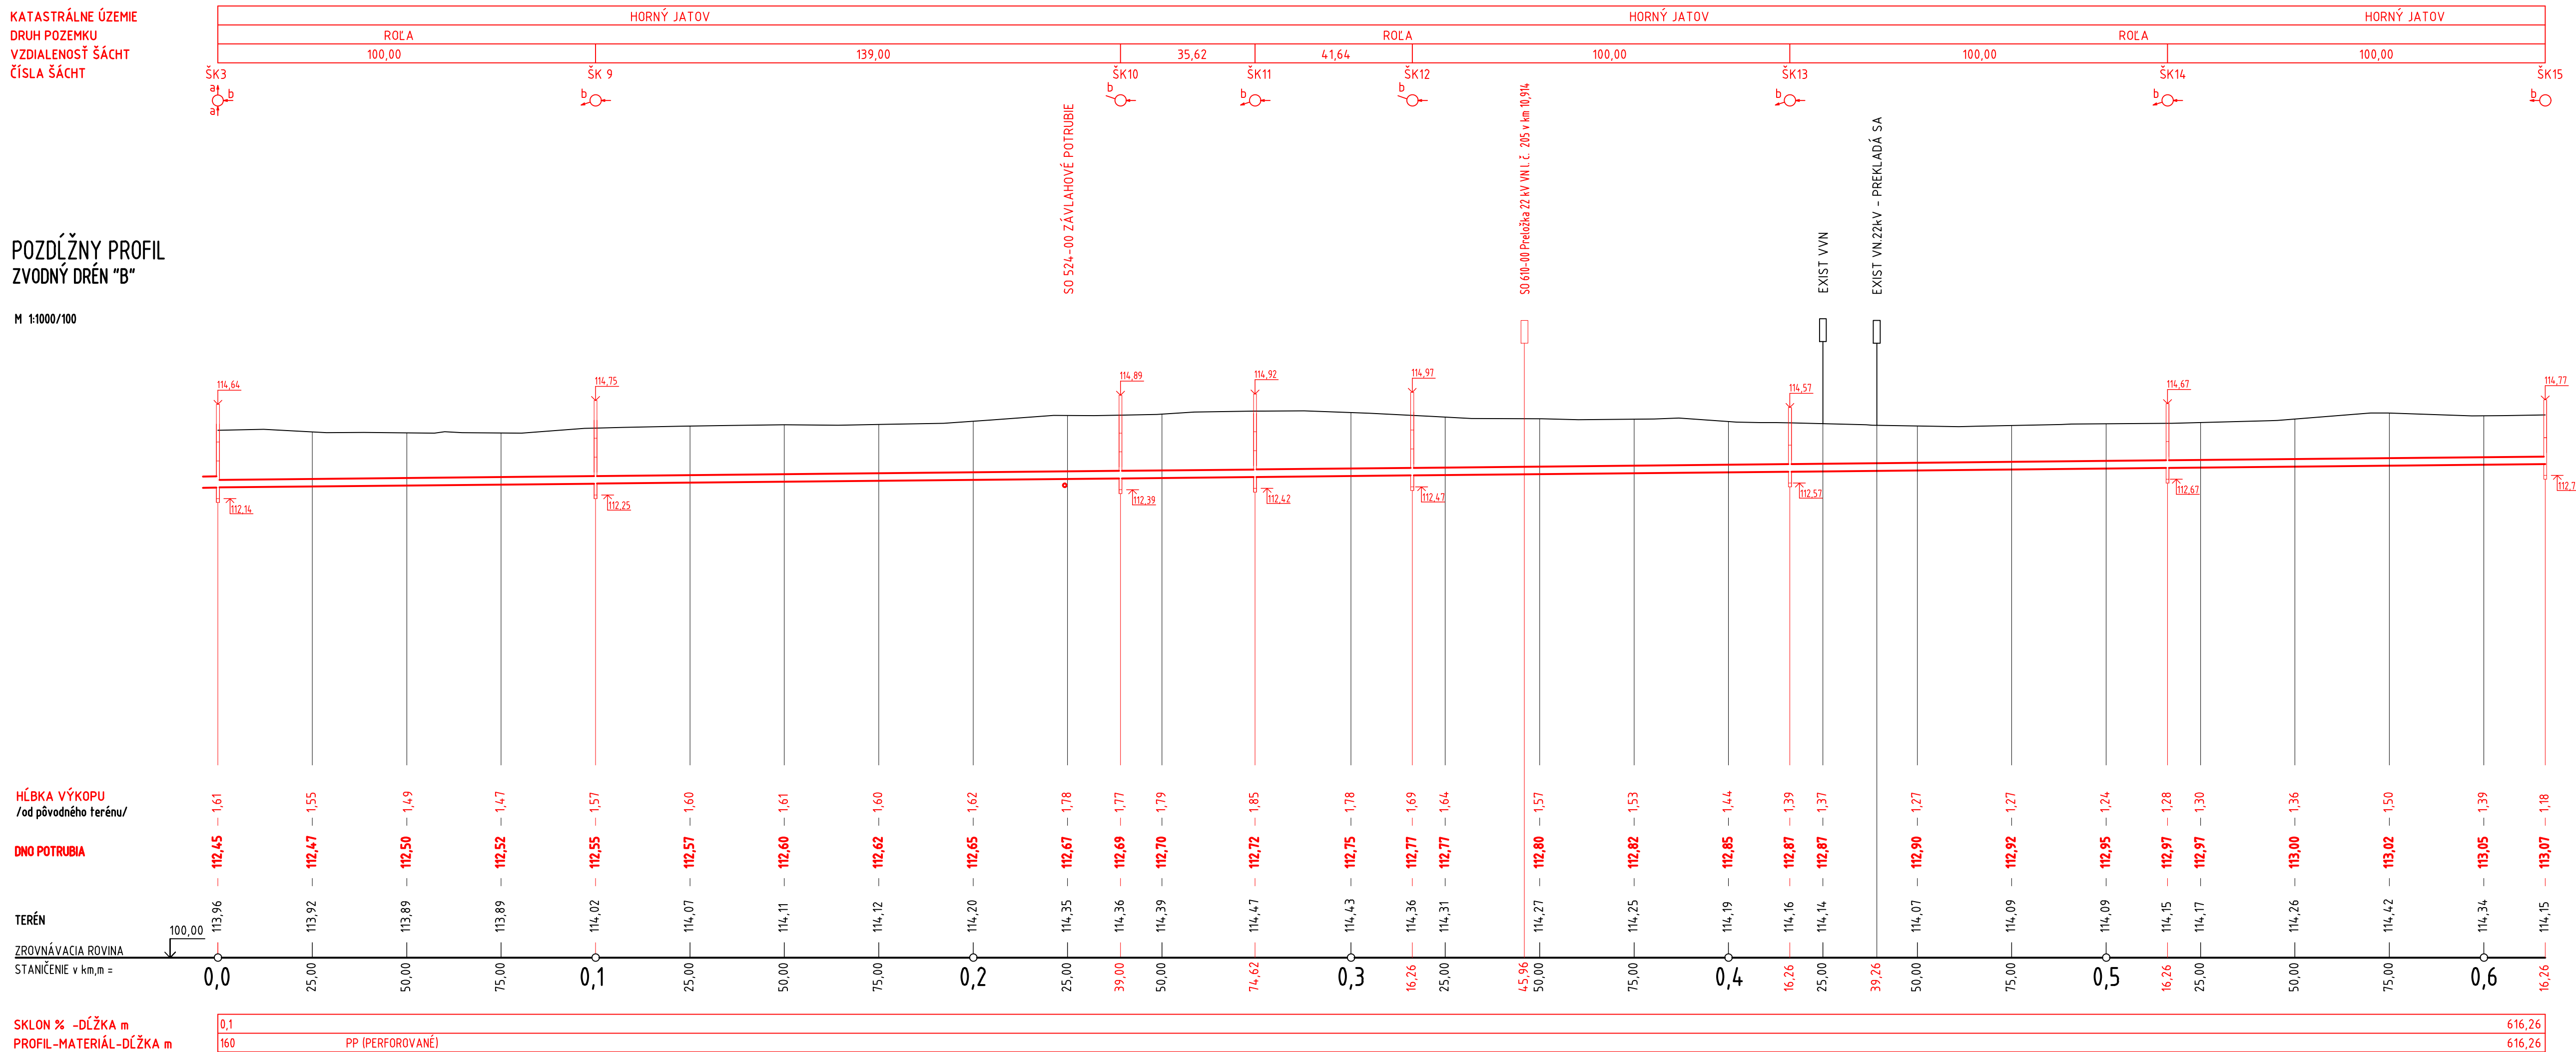 KATASTRÁLNE ÚZEMIE HORNÝ JATOV HORNÝ JATOV HORNÝ JATOV
DRUH POZEMKU ROĽA ROĽA ROĽA
VZDIALENOSŤ ŠÁCHT 100,00 139,00 35,62 41,64 100,00 100,00 100,00
ČÍSLA ŠÁCHT ŠK3 ŠK 9 ŠK10 ŠK11 ŠK12 ŠK13 ŠK14 ŠK15
a b b b b b b b b
a
SO 524-00 ZÁVLAHOVÉ POTRUBIE
SO 610-00 Preložka 22 kV VN l. č. 205 v km 10,914
EXIST VVN
EXIST VN.22kV - PREKLADÁ SA
POZDĹŽNY PROFIL
ZVODNÝ DRÉN "B"
M 1:1000/100
114,64 114,75 114,89 114,92 114,97 114,57 114,67 114,77
112,14 112,25 112,39 112,42 112,47 112,57 112,67 112,7
HĹBKA VÝKOPU 1,61 1,55 1,49 1,47 1,57 1,60 1,61 1,60 1,62 1,78 1,77 1,79 1,85 1,78 1,69 1,64 1,57 1,53 1,44 1,39 1,37 1,27 1,27 1,24 1,28 1,30 1,36 1,50 1,39 1,18
/od pôvodného terénu/
DNO POTRUBIA 112,45 112,47 112,50 112,52 112,55 112,57 112,60 112,62 112,65 112,67 112,69 112,70 112,72 112,75 112,77 112,77 112,80 112,82 112,85 112,87 112,87 112,90 112,92 112,95 112,97 112,97 113,00 113,02 113,05 113,07
TERÉN 113,96 113,92 113,89 113,89 114,02 114,07 114,11 114,12 114,20 114,35 114,36 114,39 114,47 114,43 114,36 114,31 114,27 114,25 114,19 114,16 114,14 114,07 114,09 114,09 114,15 114,17 114,26 114,42 114,34 114,15
100,00
ZROVNÁVACIA ROVINA
STANIČENIE v km,m = 0,0 25,00 50,00 75,00 0,1 25,00 50,00 75,00 0,2 25,00 39,00 50,00 74,62 0,3 16,26 25,00 45,96 50,00 75,00 0,4 16,26 25,00 39,26 50,00 75,00 0,5 16,26 25,00 50,00 75,00 0,6 16,26
SKLON % -DĹŽKA m 0,1 616,26
PROFIL-MATERIÁL-DĹŽKA m 160 PP (PERFOROVANÉ) 616,26